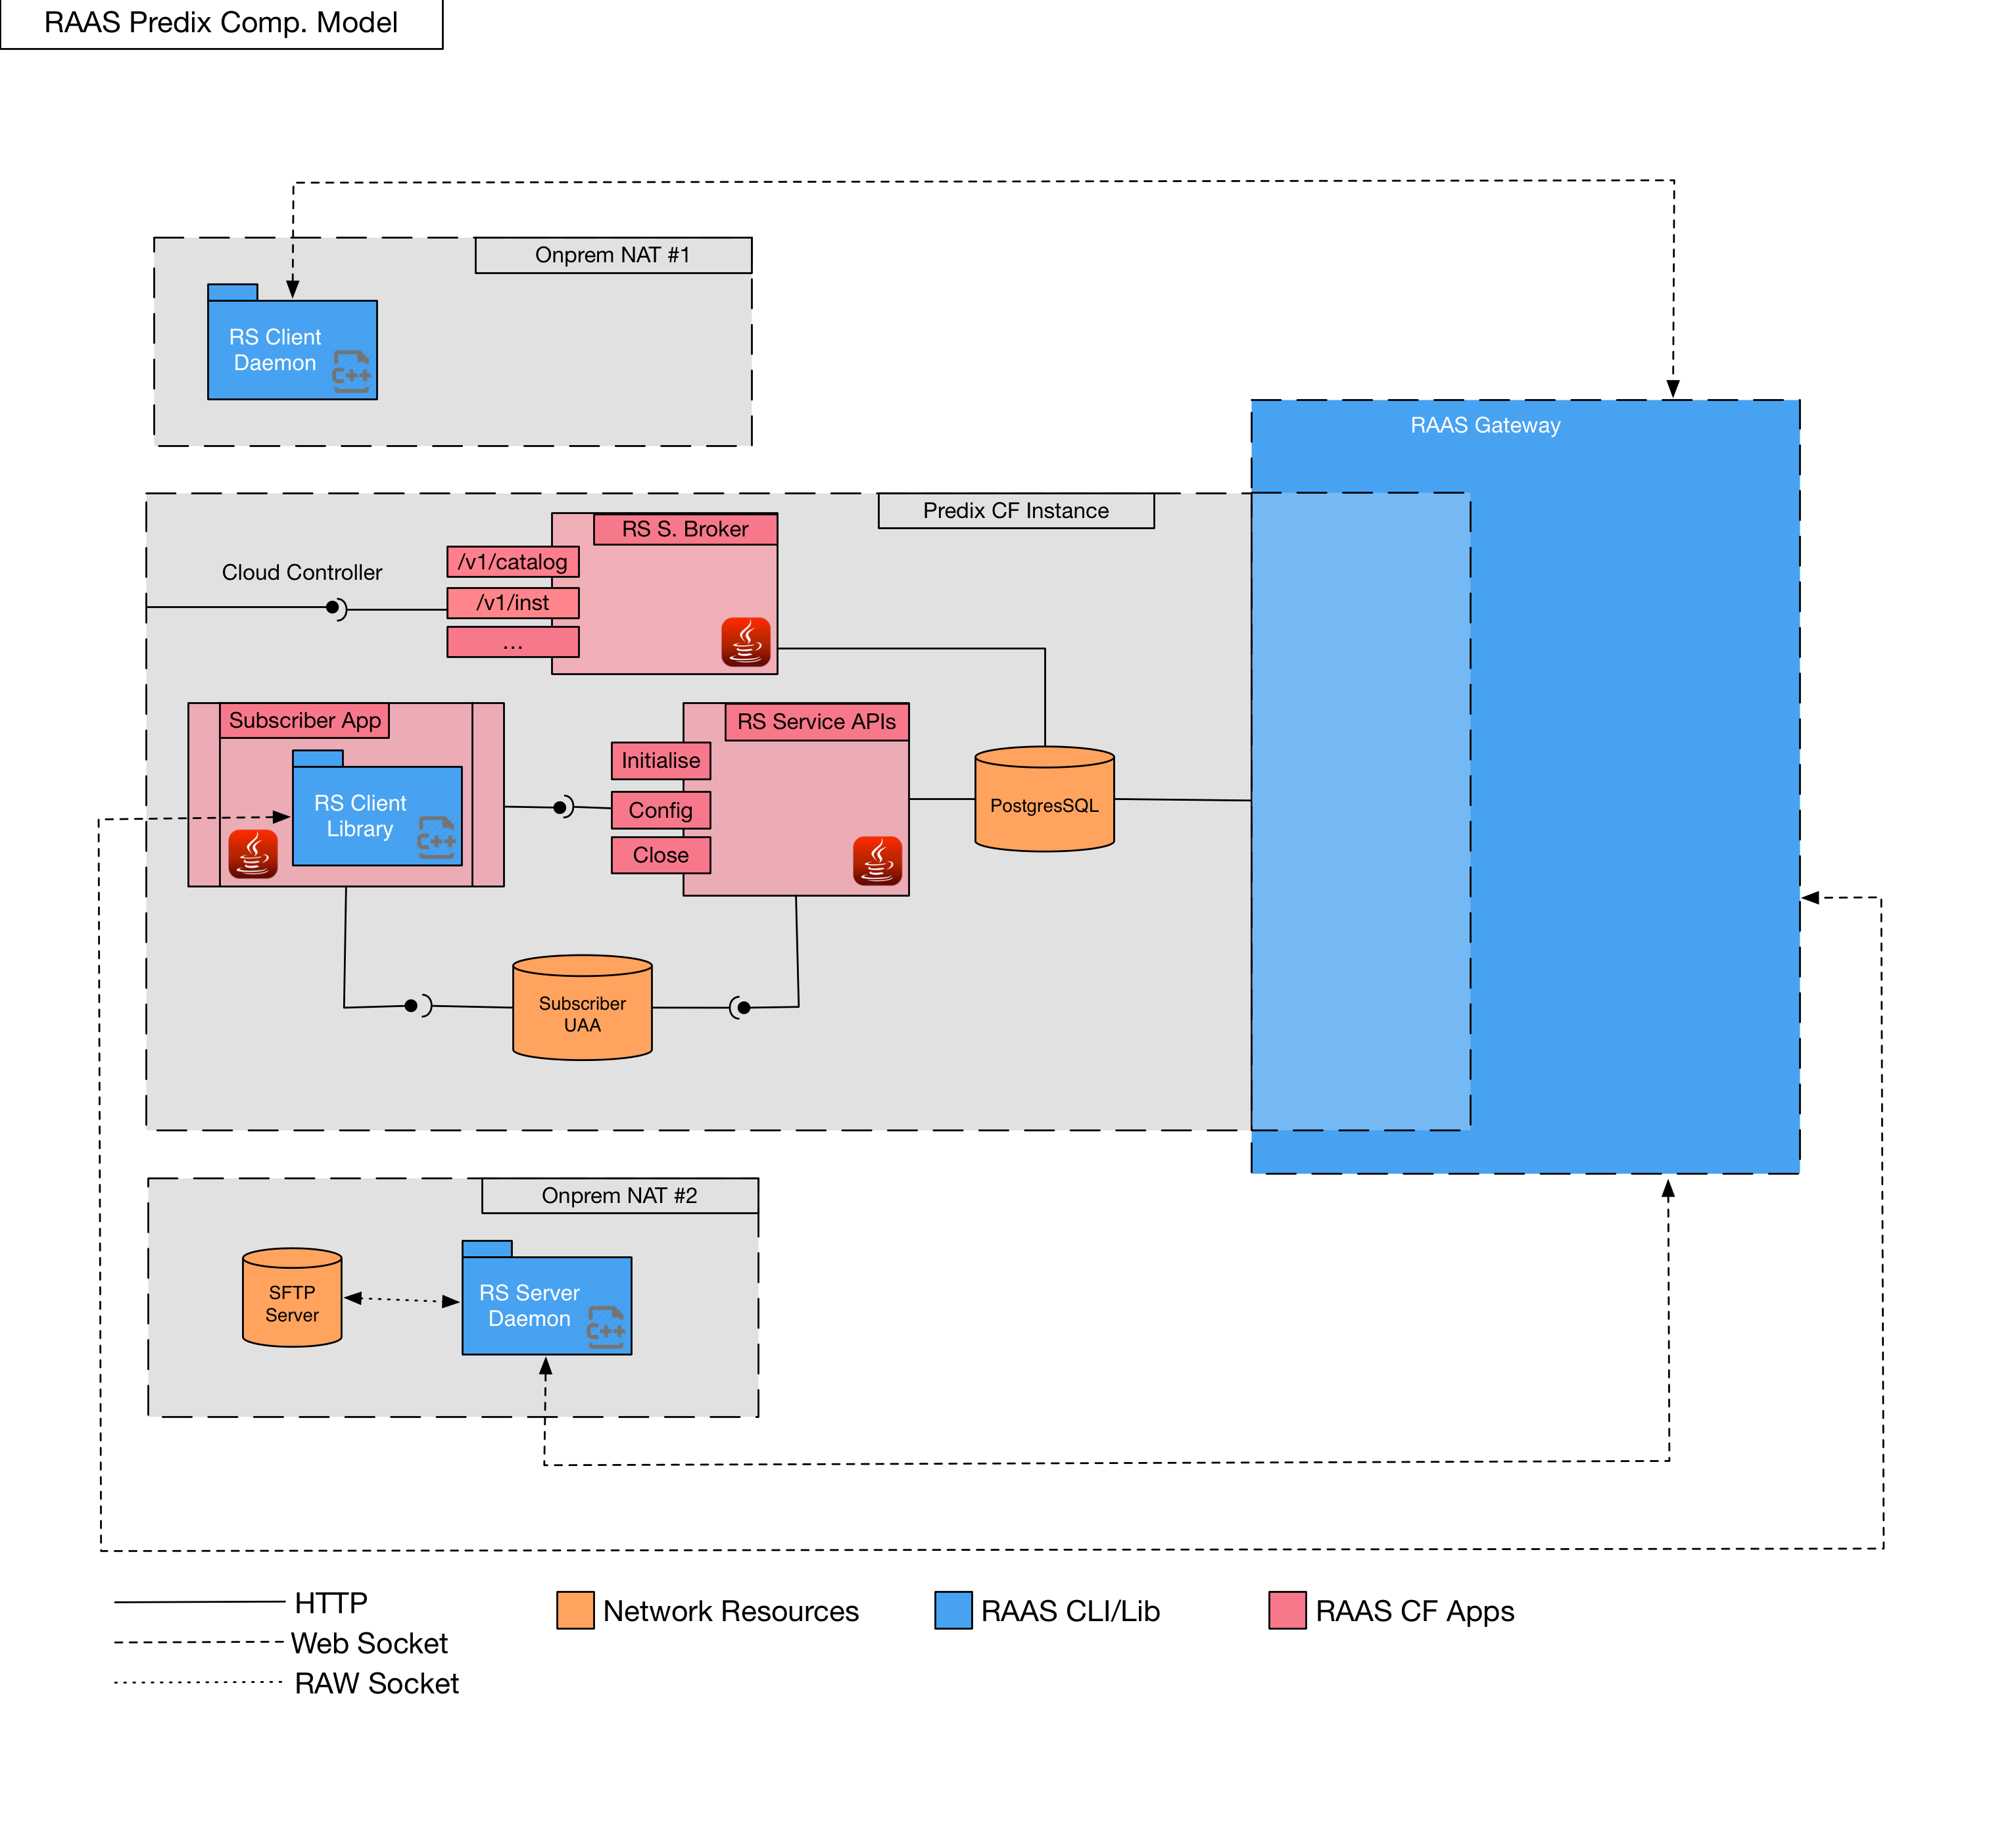 RAAS Predix Comp. Model
Onprem NAT #1
RS Client
Daemon
C++
RAAS Gateway
Predix CF Instance
RS S. Broker
/v1/catalog
Cloud Controller
/v1/inst
...
Subscriber App
RS Service APIs
Initialise
RS Client
Library
C++
Config
Close
PostgresSQL
Subscriber
UAA
Onprem NAT #2
SFTP
Server
RS Server
Daemon
C++
HTTP
Web Socket
RAW Socket
Network Resources
RAAS CLI/Lib
RAAS CF Apps